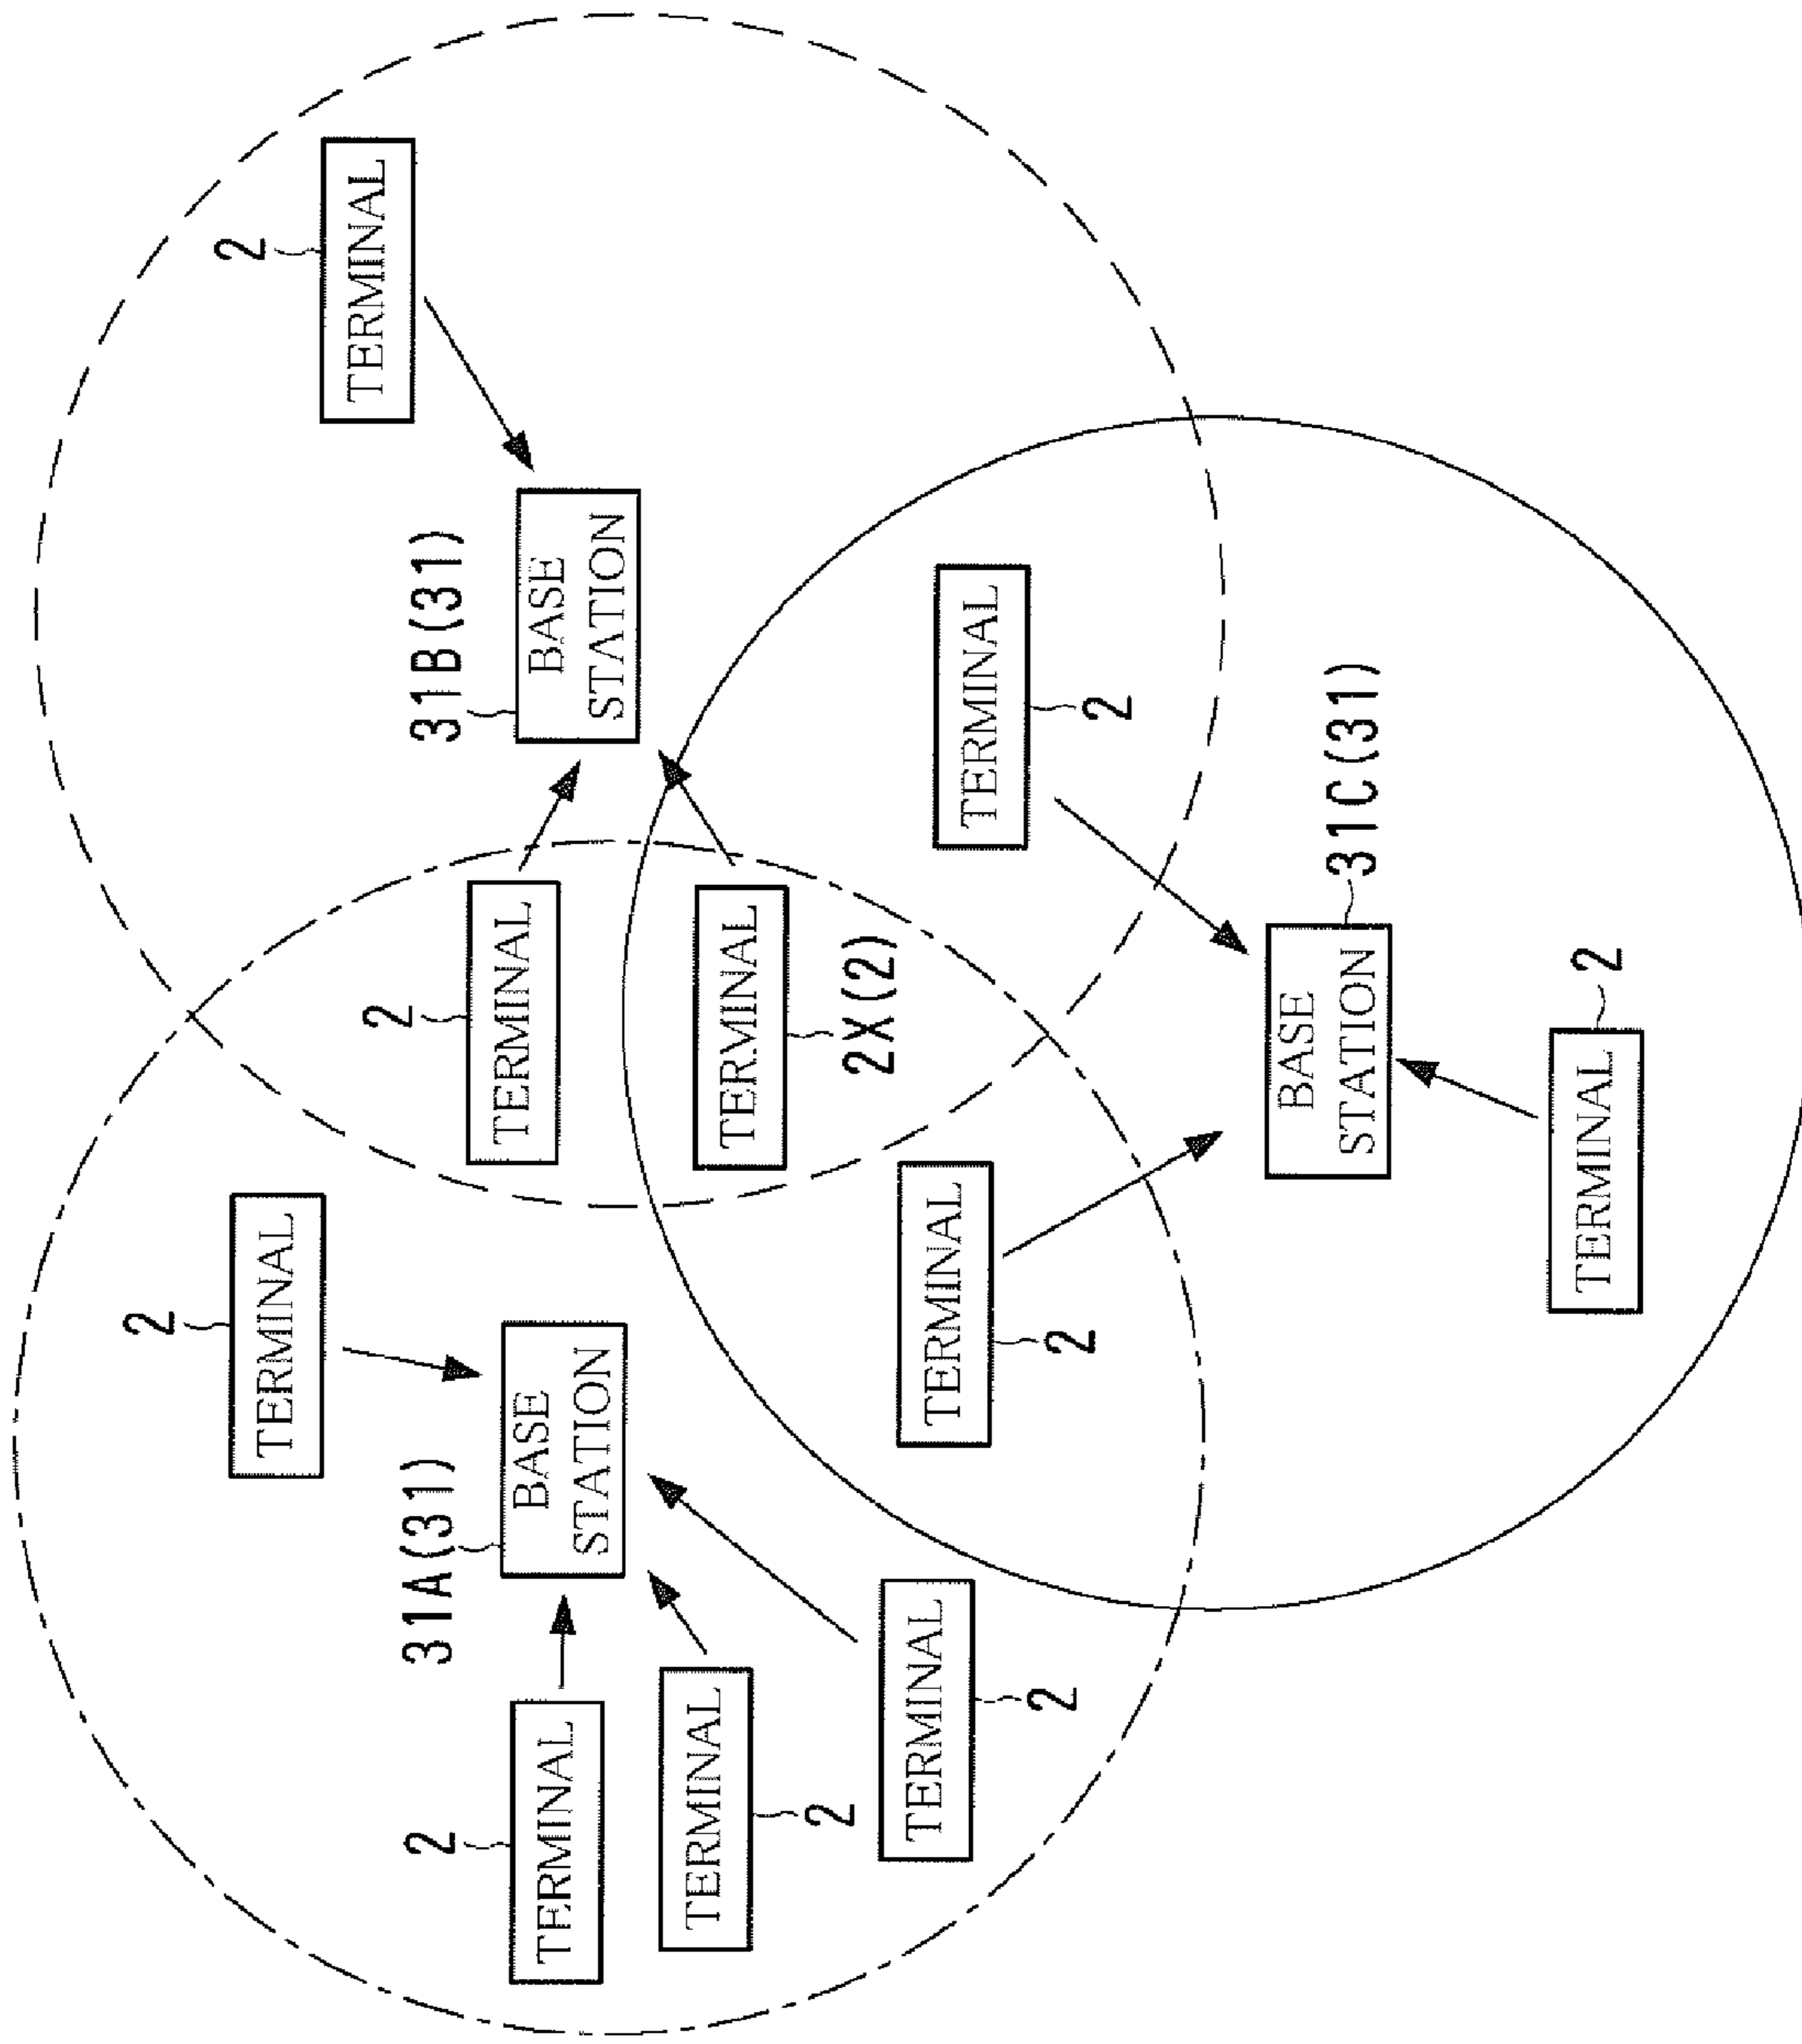 2
TERMINAL
2
TERMINAL
31A(31)
BASE
STATION
2
TERMINAL
31B(31)
BASE
STATION
2
TERMINAL
TERMINAL
2
TERMINAL
2X(2)
TERMINAL
2
TERMINAL
2
TERMINAL
2
BASE
STATION
31C(31)
TERMINAL
2